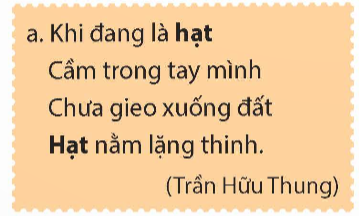 a. Khi đang là hạt
Cầm trong tay mình
Chưa gieo xuống đất
Hạt nằm lặng thinh.
(Trần Hữu Thung)